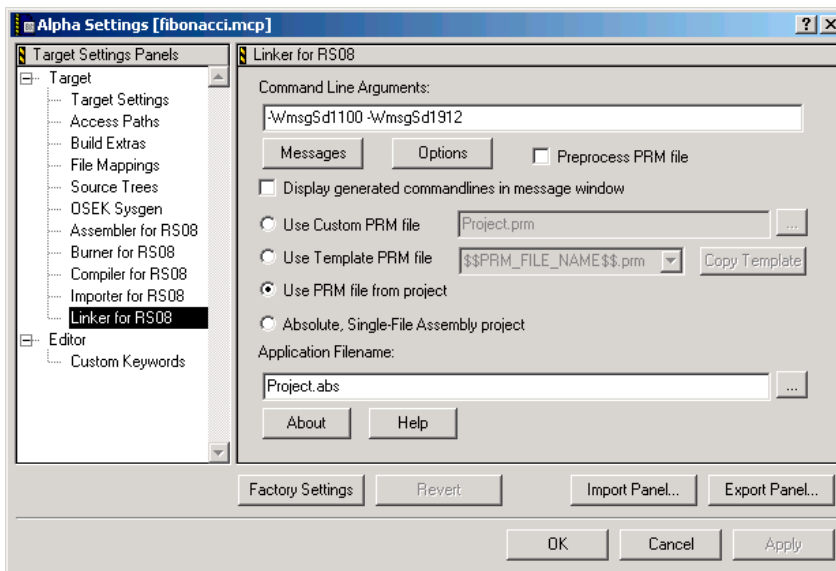 Alpha Settings [fibonacci.mcp]
Target Settings Panels
Target
Target Settings
Access Paths
Build Extras
File Mappings
Source Trees
OSEK Sysgen
Assembler for RS08
Burner for RS08
Compiler for RS08
Importer for RS08
Linker for RS08
Editor
Custom Keywords
Linker for RS08
Command Line Arguments:
-WmsgSd1100 -WmsgSd1912
Messages Options Preprocess PRM file
Display generated commandlines in message window
Use Custom PRM file Project.prm ...
Use Template PRM file $$PRM_FILE_NAME$$.prm Copy Template
Use PRM file from project
Absolute, Single-File Assembly project
Application Filename:
Project.abs ...
About Help
Factory Settings Revert Import Panel... Export Panel...
OK Cancel Apply